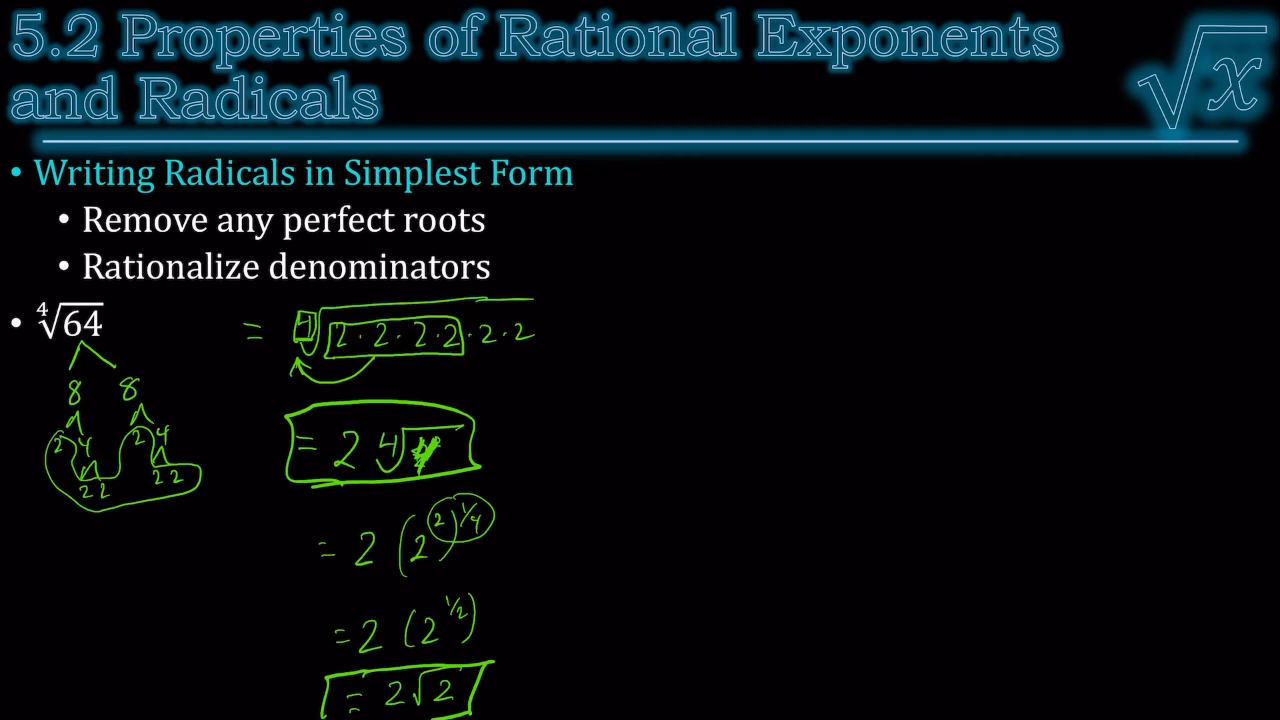 5.2 Properties of Rational Exponents
and Radicals
√x
• Writing Radicals in Simplest Form
• Remove any perfect roots
• Rationalize denominators
• ∜64
= ∜2·2·2·2·2·2
8 8
2 4 2 4
2 2 2 2
= 2 ∜
= 2 (2²)^1/4
= 2 (2^1/2)
= 2√2